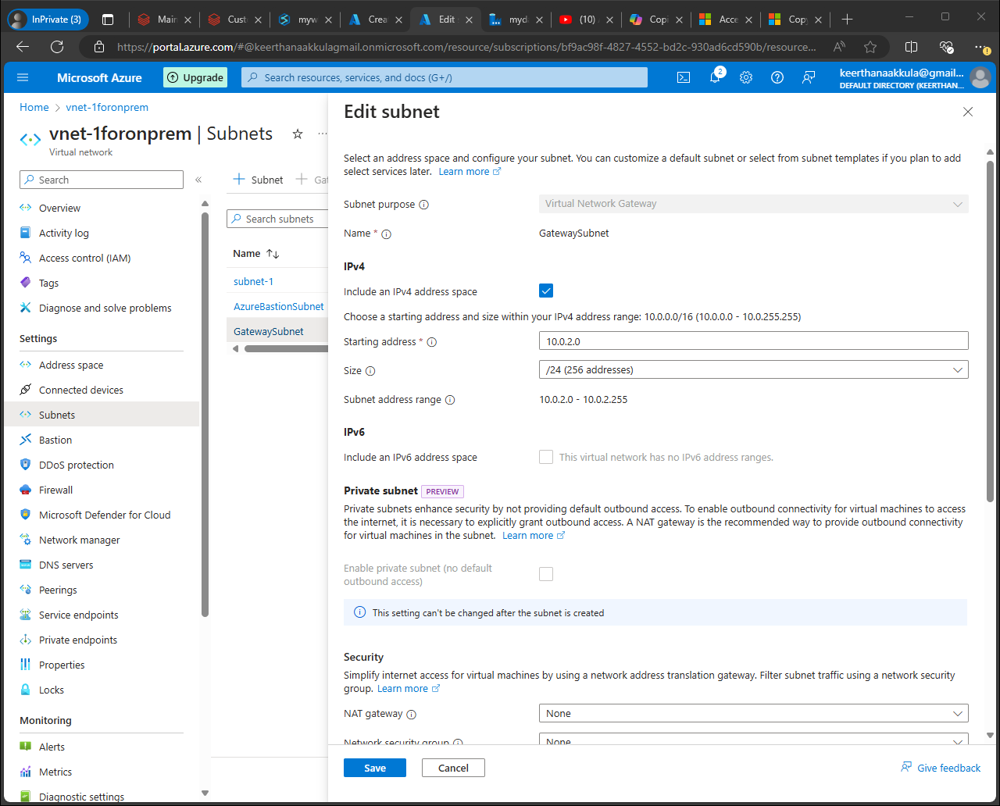 InPrivate (3)
Main
Cust
myw
Crea
Edit
myda
(10)
Copi
Acce
Cop
https://portal.azure.com/#@keerthanaakkulagmail.onmicrosoft.com/resource/subscriptions/bf9ac98f-4827-4552-bd2c-930ad6cd590b/resource...
Microsoft Azure
Upgrade
Search resources, services, and docs (G+/)
2
keerthanaakkula@gmail...
DEFAULT DIRECTORY (KEERTHAN...
Home > vnet-1foronprem
vnet-1foronprem | Subnets
Virtual network
Search
Overview
Activity log
Access control (IAM)
Tags
Diagnose and solve problems
Settings
Address space
Connected devices
Subnets
Bastion
DDoS protection
Firewall
Microsoft Defender for Cloud
Network manager
DNS servers
Peerings
Service endpoints
Private endpoints
Properties
Locks
Monitoring
Alerts
Metrics
Diagnostic settings
+ Subnet + Gat
Search subnets
Name ↑↓
subnet-1
AzureBastionSubnet
GatewaySubnet
Edit subnet
Select an address space and configure your subnet. You can customize a default subnet or select from subnet templates if you plan to add
select services later. Learn more
Subnet purpose
Virtual Network Gateway
Name *
GatewaySubnet
IPv4
Include an IPv4 address space
Choose a starting address and size within your IPv4 address range: 10.0.0.0/16 (10.0.0.0 - 10.0.255.255)
Starting address *
10.0.2.0
Size
/24 (256 addresses)
Subnet address range
10.0.2.0 - 10.0.2.255
IPv6
Include an IPv6 address space
This virtual network has no IPv6 address ranges.
Private subnet PREVIEW
Private subnets enhance security by not providing default outbound access. To enable outbound connectivity for virtual machines to access
the internet, it is necessary to explicitly grant outbound access. A NAT gateway is the recommended way to provide outbound connectivity
for virtual machines in the subnet. Learn more
Enable private subnet (no default
outbound access)
This setting can't be changed after the subnet is created
Security
Simplify internet access for virtual machines by using a network address translation gateway. Filter subnet traffic using a network security
group. Learn more
NAT gateway
None
Network security group
None
Save
Cancel
Give feedback